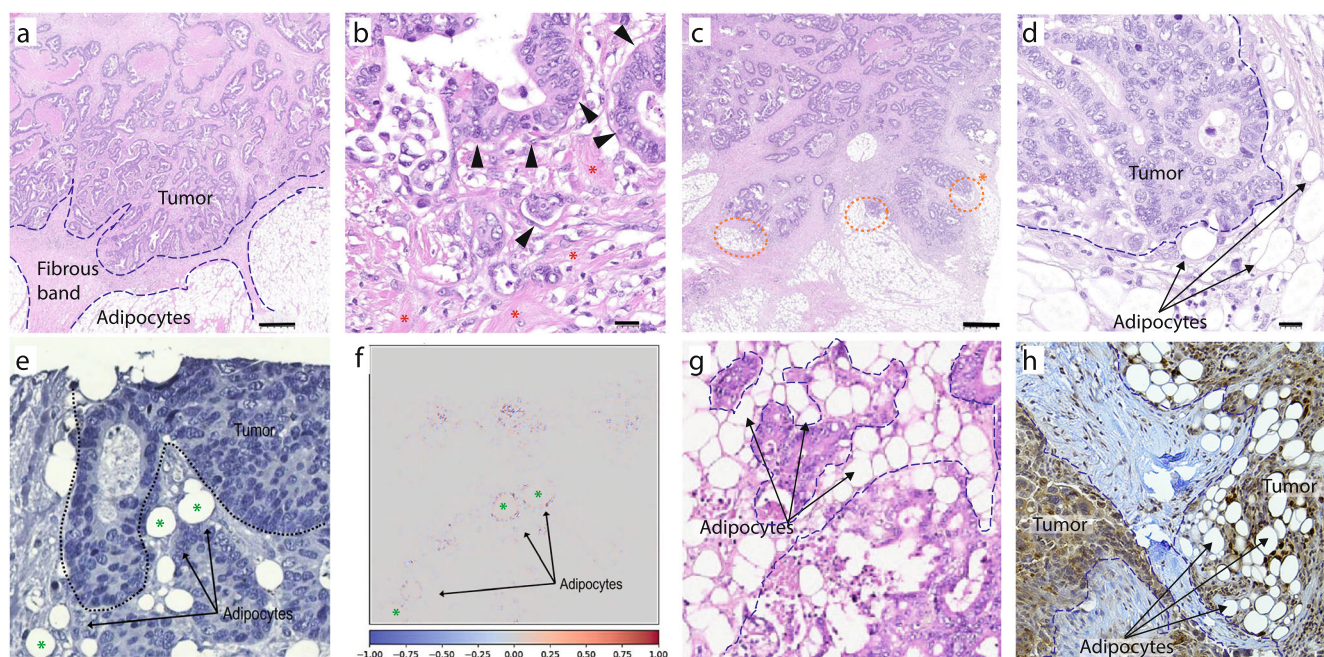 a
b
c
d
Tumor
Fibrous
band
Adipocytes
*
*
*
*
*
Tumor
Adipocytes
e
f
g
h
Tumor
*
*
Adipocytes
*
*
*
Adipocytes
*
−1.00 −0.75 −0.50 −0.25 0.00 0.25 0.50 0.75 1.00
Adipocytes
Tumor
Tumor
Adipocytes